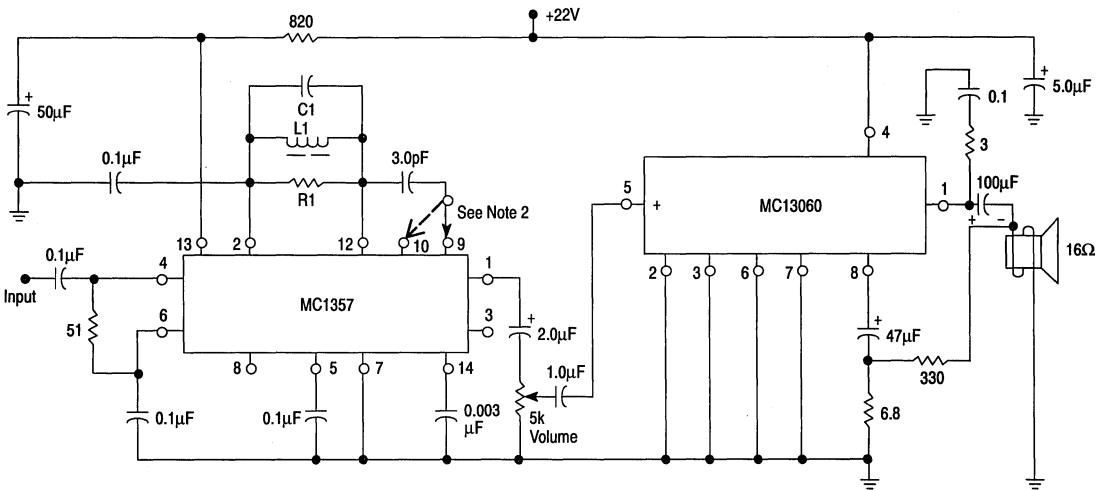 +22V
820
50µF
C1
L1
R1
0.1µF
3.0pF
See Note 2
13
2
12
10
9
0.1µF
Input
4
51
6
MC1357
1
3
8
5
7
14
2.0µF
0.1µF
0.1µF
0.003
µF
5k
Volume
1.0µF
5
+
MC13060
4
1
2
3
6
7
8
+
5.0µF
0.1
3
100µF
+
−
16Ω
+
47µF
330
6.8
+
+